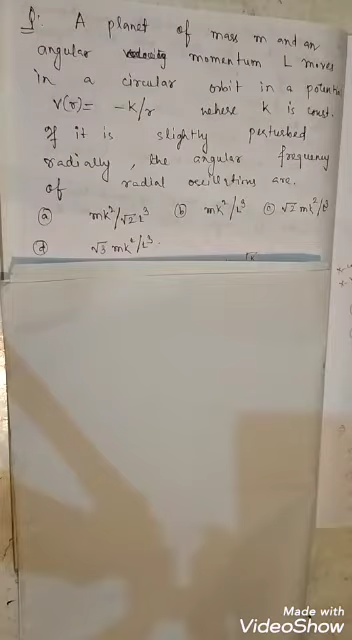 Q: A planet of mass m and an
angular momentum L moves
in a circular orbit in a potential
V(r) = -K/r where K is const.
If it is slightly perturbed
radially, the angular frequency
of radial oscillations are.
(a) mk²/√2 L³ (b) mk²/L³ (c) √2 mk²/L³
(d) √3 mk²/L³.
Made with
VideoShow